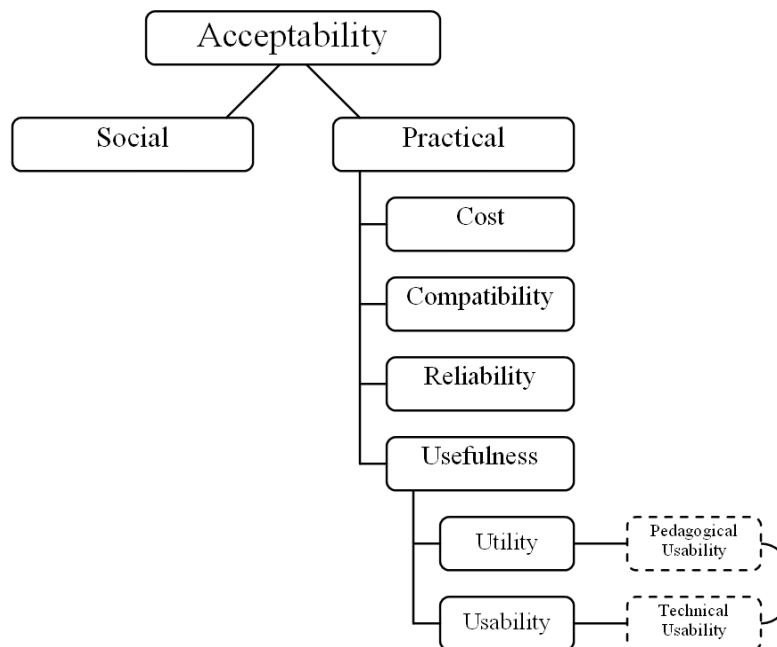 Acceptability
Social
Practical
Cost
Compatibility
Reliability
Usefulness
Utility
Pedagogical
Usability
Usability
Technical
Usability